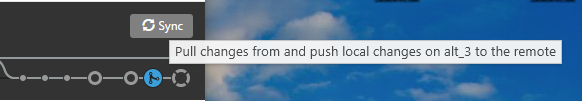 Sync
Pull changes from and push local changes on alt_3 to the remote